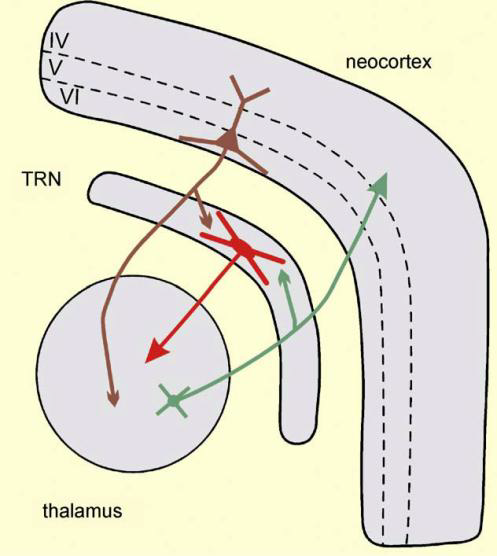 IV
neocortex
V
VI
TRN
thalamus